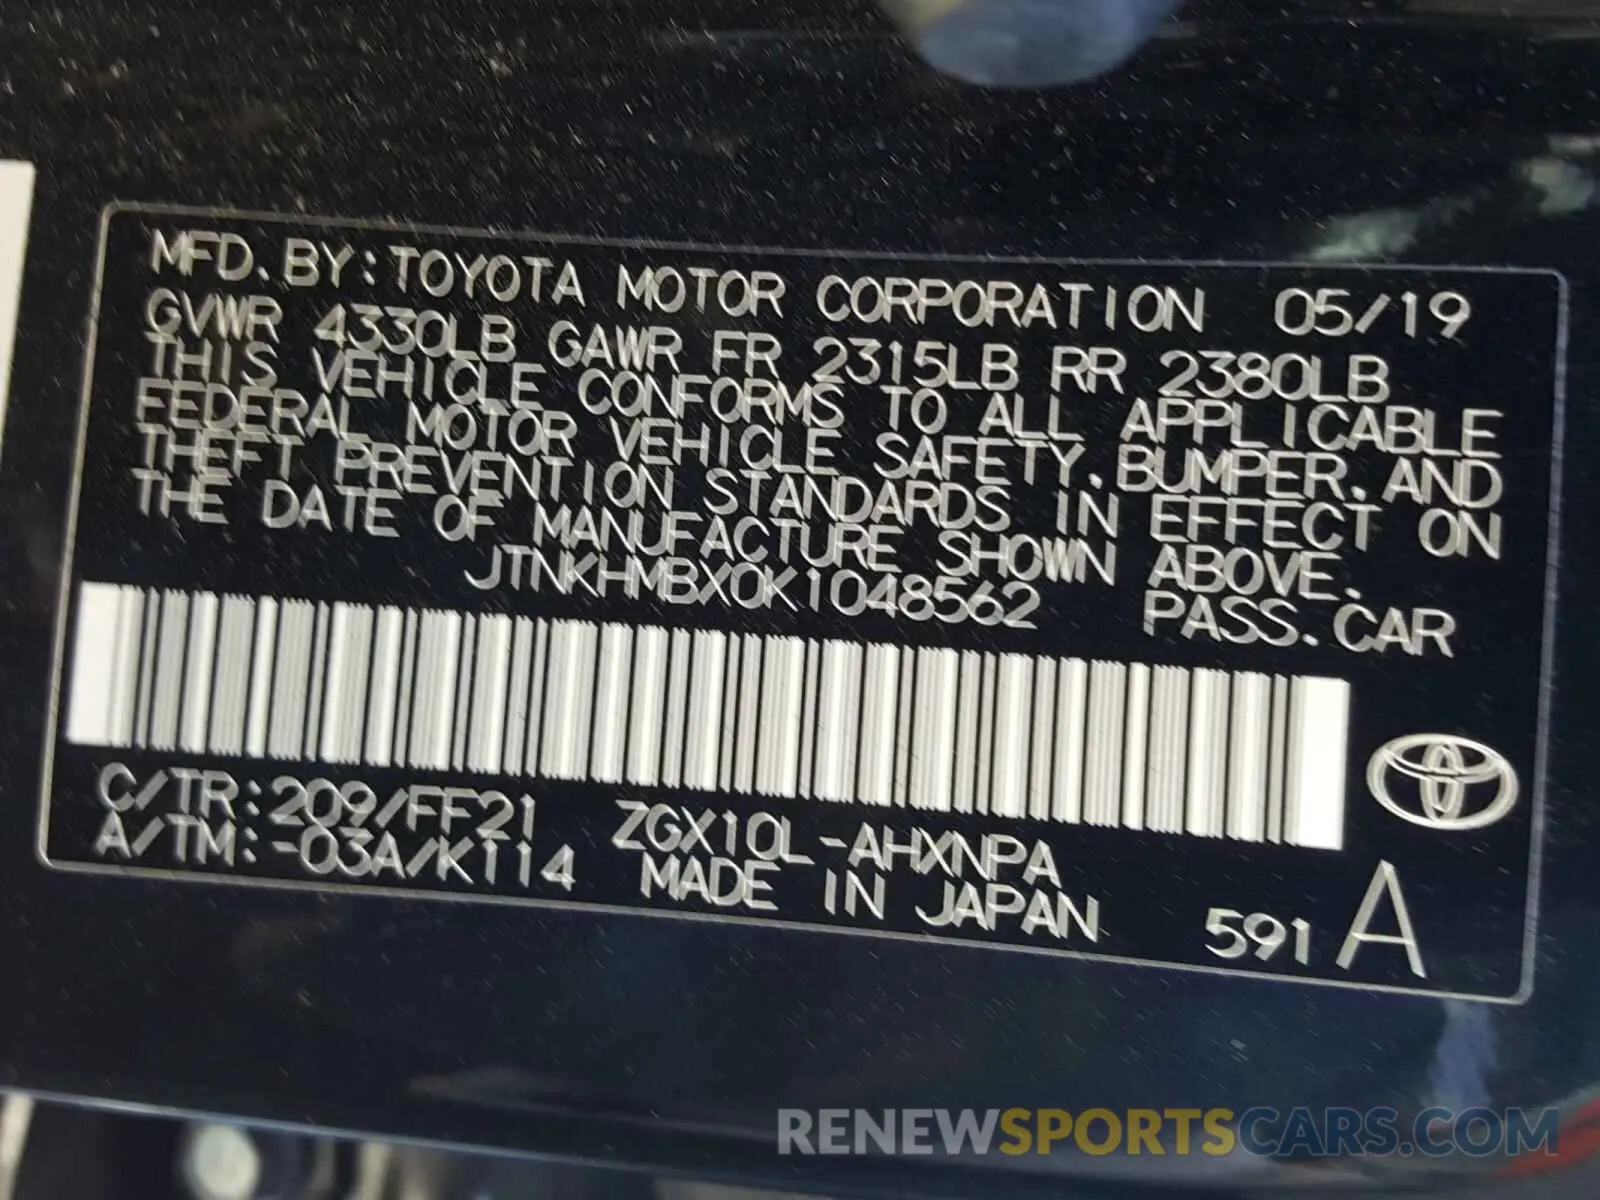 MFD. BY: TOYOTA MOTOR CORPORATION 05/19
GVWR 4330LB GAWR FR 2315LB RR 2380LB
THIS VEHICLE CONFORMS TO ALL APPLICABLE
FEDERAL MOTOR VEHICLE SAFETY, BUMPER, AND
THEFT PREVENTION STANDARDS IN EFFECT ON
THE DATE OF MANUFACTURE SHOWN ABOVE.
JTNKHMBX0K1048562 PASS. CAR
C/TR:209/FF21 ZGX10L-AHXNPA
A/TM:-03A/K114 MADE IN JAPAN 591 A
RENEWSPORTSCARS.COM